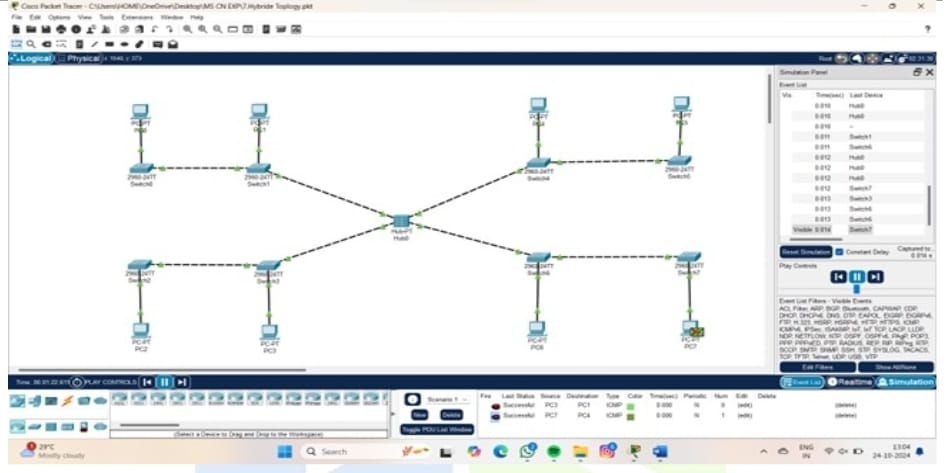 Cisco Packet Tracer - C:\Users\HOME\OneDrive\Desktop\MS CN EXP\7.Hybride Toplogy.pkt
File Edit Options View Tools Extensions Window Help
Logical Physical
Root
Simulation Panel
Event List
Vis. Time(sec) Last Device
0.010 Hub0
0.010 Hub0
0.010 --
0.011 Switch1
0.011 Switch6
0.012 Hub0
0.012 Hub0
0.012 Hub0
0.012 Switch7
0.013 Switch3
0.013 Switch6
0.013 Switch6
Visible 0.014 Switch7
Reset Simulation Constant Delay Captured to:
0.014 s
Play Controls
Event List Filters - Visible Events
ACL Filter, ARP, BGP, Bluetooth, CAPWAP, CDP,
DHCP, DHCPv6, DNS, DTP, EAPOL, EIGRP, EIGRPv6,
FTP, H.323, HSRP, HSRPv6, HTTP, HTTPS, ICMP,
ICMPv6, IPSec, ISAKMP, IoT, IoT TCP, LACP, LLDP,
NDP, NETFLOW, NTP, OSPF, OSPFv6, PAgP, POP3,
PPP, PPPoED, PTP, RADIUS, REP, RIP, RIPng, RTP,
SCCP, SMTP, SNMP, SSH, STP, SYSLOG, TACACS,
TCP, TFTP, Telnet, UDP, USB, VTP
Edit Filters Show All/None
PC-PT
PC-PT
PC-PT
PC4
PC-PT
PC5
2960-24TT
Switch0
2960-24TT
Switch1
2960-24TT
Switch4
2960-24TT
Switch5
Hub-PT
Hub0
2960-24TT
2960-24TT
Switch3
2960-24TT
Switch6
2960-24TT
PC-PT
PC2
PC-PT
PC3
PC-PT
PC6
PC-PT
PC7
Time: 00:01:22.619 PLAY CONTROLS
Event List Realtime Simulation
Scenario 1
New Delete
Toggle PDU List Window
(Select a Device to Drag and Drop to the Workspace)
Fire Last Status Source Destination Type Color Time(sec) Periodic Num Edit Delete
Successful PC3 PC1 ICMP 0.000 N 0 (edit) (delete)
Successful PC7 PC4 ICMP 0.000 N 1 (edit) (delete)
29°C
Mostly cloudy
Search
ENG
IN
13:04
24-10-2024